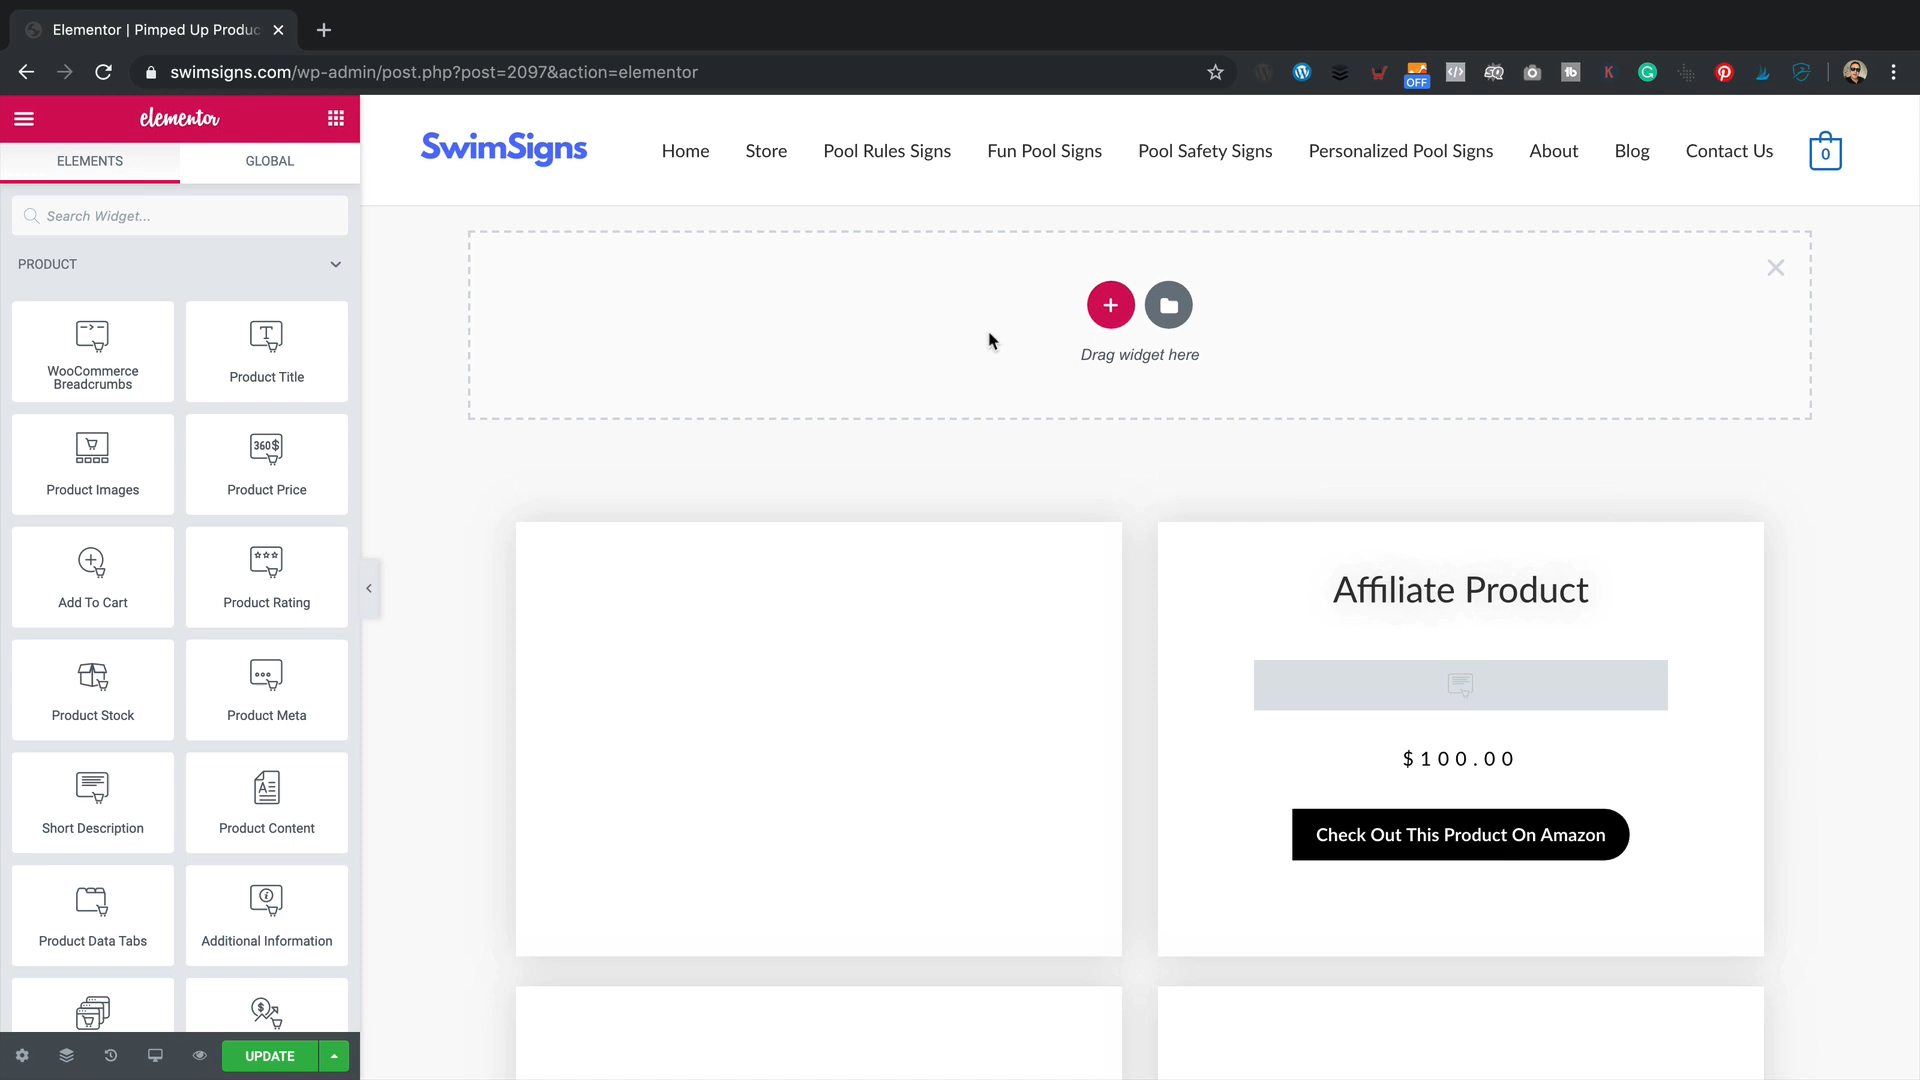 Elementor | Pimped Up Produc
swimsigns.com/wp-admin/post.php?post=2097&action=elementor
OFF
elementor
ELEMENTS
GLOBAL
Search Widget...
PRODUCT
WooCommerce
Breadcrumbs
Product Title
Product Images
360$
Product Price
Add To Cart
Product Rating
Product Stock
Product Meta
Short Description
Product Content
Product Data Tabs
Additional Information
UPDATE
SwimSigns
Home
Store
Pool Rules Signs
Fun Pool Signs
Pool Safety Signs
Personalized Pool Signs
About
Blog
Contact Us
0
Drag widget here
Affiliate Product
$100.00
Check Out This Product On Amazon